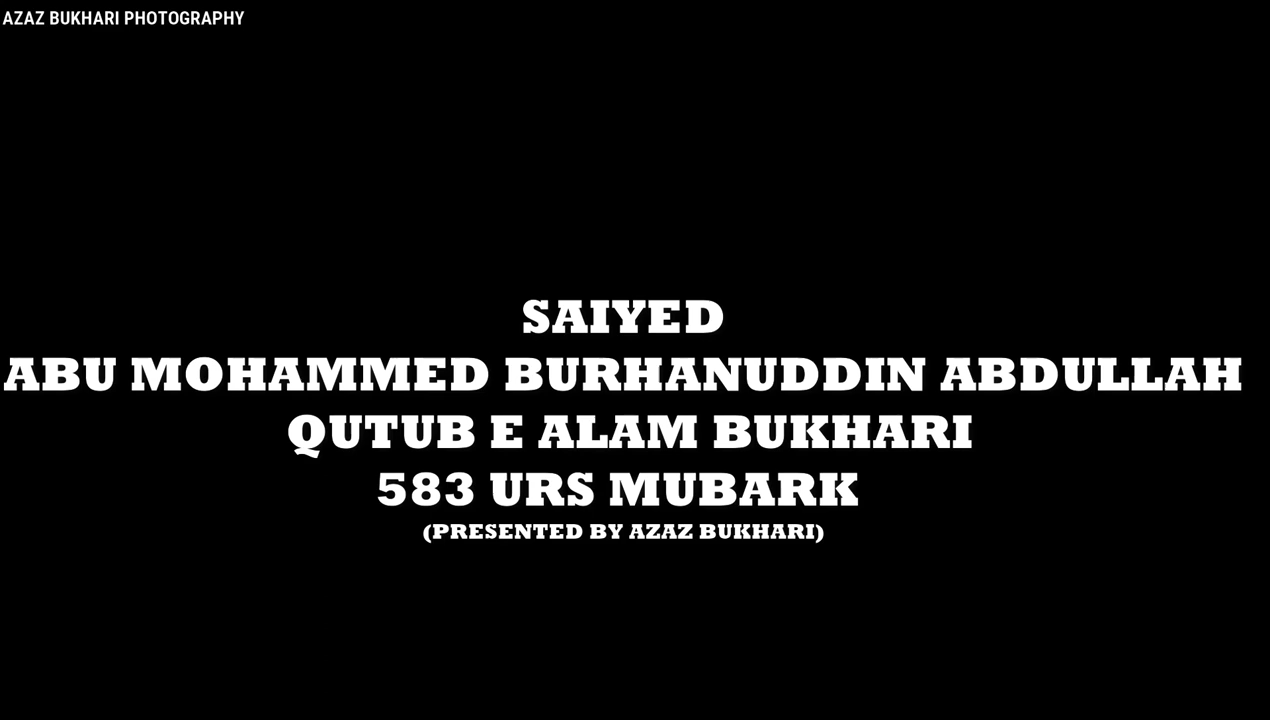 AZAZ BUKHARI PHOTOGRAPHY
SAIYED
ABU MOHAMMED BURHANUDDIN ABDULLAH
QUTUB E ALAM BUKHARI
583 URS MUBARK
(PRESENTED BY AZAZ BUKHARI)